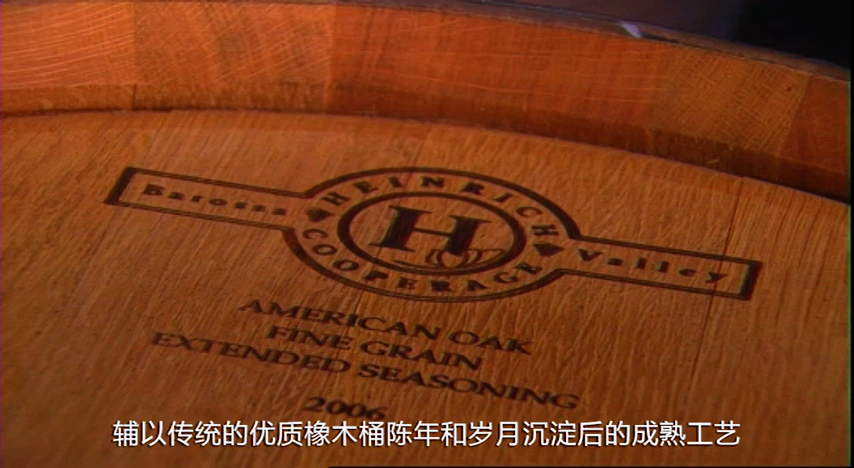 HEINRICH
Barossa H Valley
COOPERAGE
AMERICAN OAK
FINE GRAIN
EXTENDED SEASONING
2006
辅以传统的优质橡木桶陈年和岁月沉淀后的成熟工艺